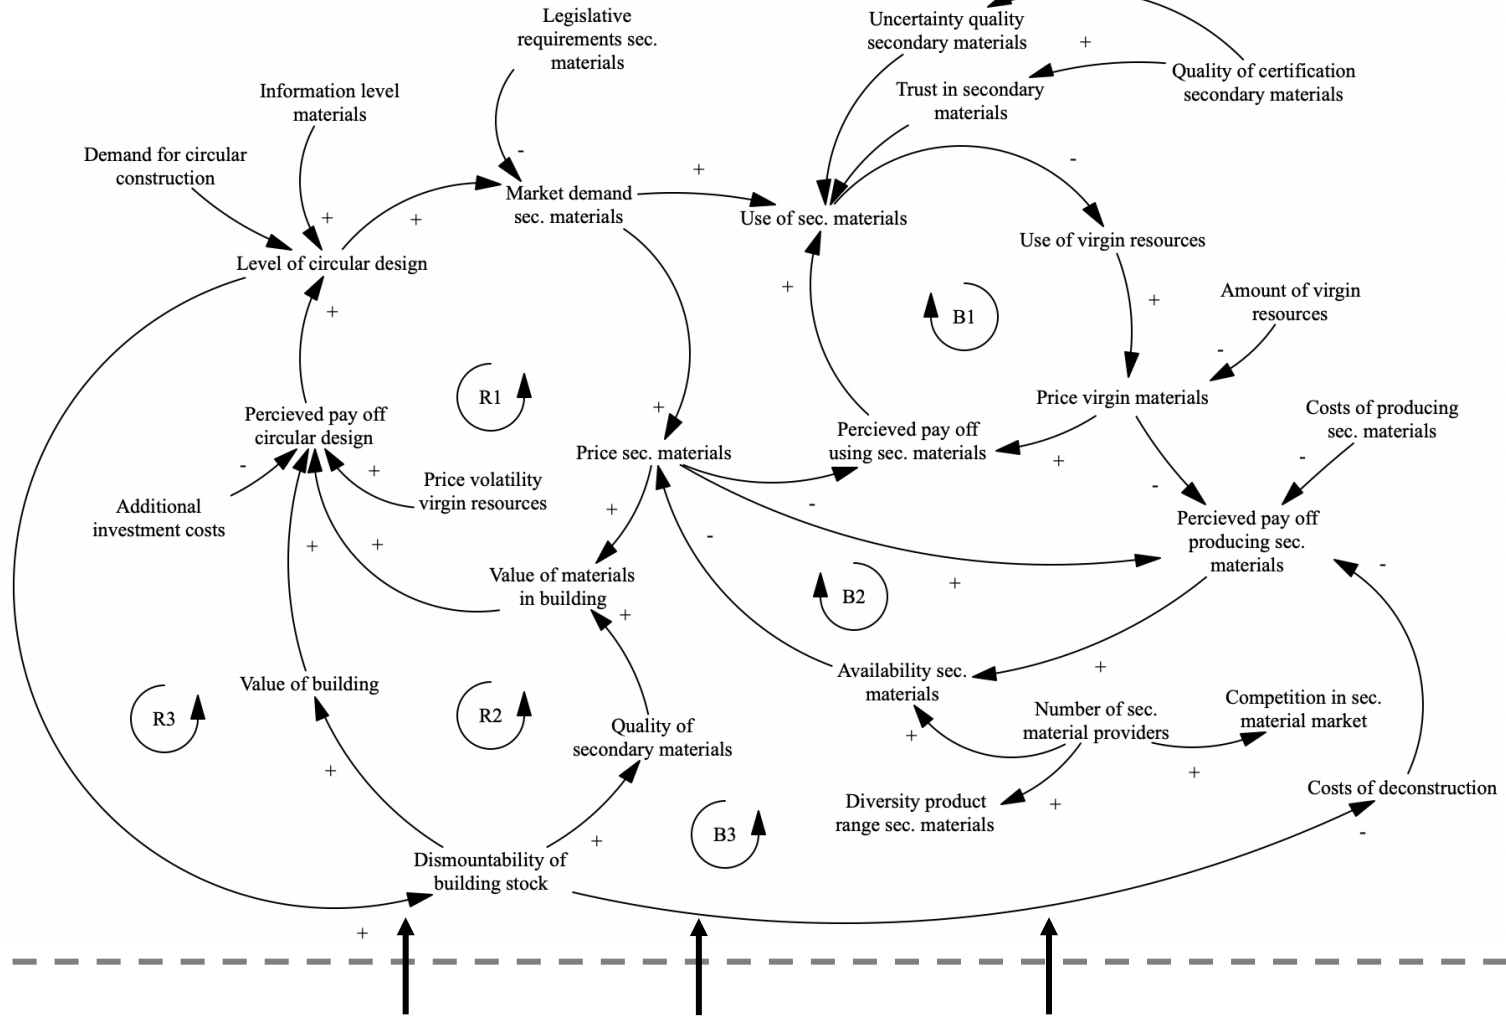 Legislative
requirements sec.
materials
Uncertainty quality
secondary materials
+
Quality of certification
secondary materials
Trust in secondary
materials
Information level
materials
Demand for circular
construction
-
+
-
Market demand
sec. materials
Use of sec. materials
+
+
Level of circular design
Use of virgin resources
+
+
+
Amount of virgin
resources
B1
-
R1
Price virgin materials
+
Percieved pay off
circular design
Percieved pay off
using sec. materials
Costs of producing
sec. materials
Price sec. materials
-
+
+
-
Price volatility
virgin resources
-
Additional
investment costs
+
-
-
Percieved pay off
producing sec.
materials
+
+
-
Value of materials
in building
+
+
B2
Value of building
+
Availability sec.
materials
R3
R2
Quality of
secondary materials
Number of sec.
material providers
Competition in sec.
material market
+
+
+
Costs of deconstruction
Diversity product
range sec. materials
+
B3
+
-
Dismountability of
building stock
+